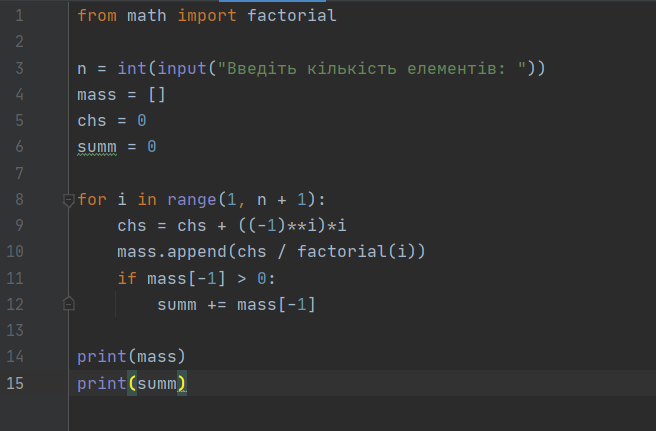 1 from math import factorial
2
3 n = int(input("Введіть кількість елементів: "))
4 mass = []
5 chs = 0
6 summ = 0
7
8 for i in range(1, n + 1):
9     chs = chs + ((-1)**i)*i
10     mass.append(chs / factorial(i))
11     if mass[-1] > 0:
12         summ += mass[-1]
13
14 print(mass)
15 print(summ)